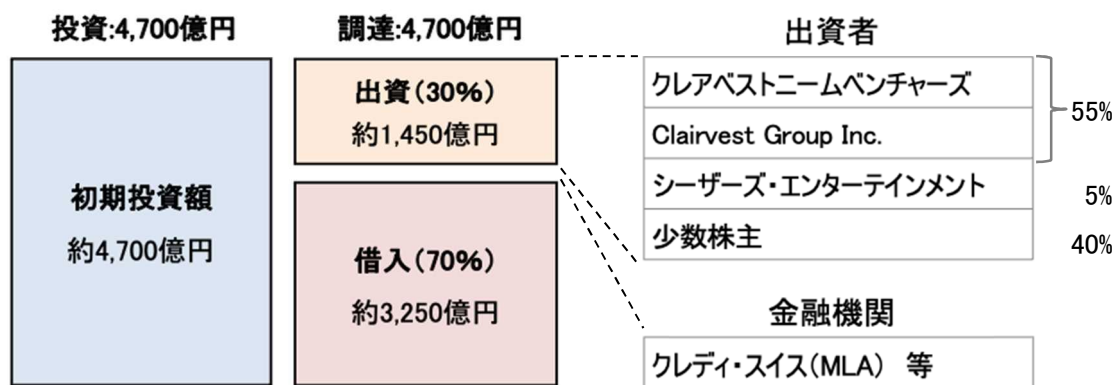 投資:4,700億円
初期投資額
約4,700億円
調達:4,700億円
出資(30%)
約1,450億円
借入(70%)
約3,250億円
出資者
クレアベストニームベンチャーズ
Clairvest Group Inc.
55%
シーザーズ・エンターテインメント
5%
少数株主
40%
金融機関
クレディ・スイス(MLA) 等